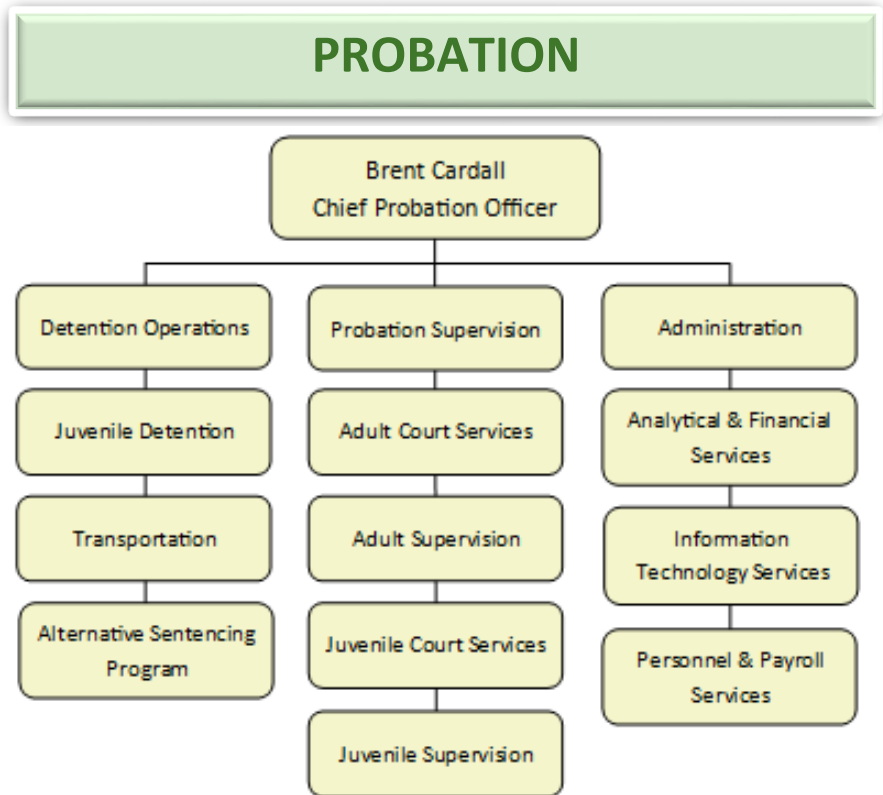 PROBATION
Brent Cardall
Chief Probation Officer
Detention Operations
Juvenile Detention
Transportation
Alternative Sentencing
Program
Probation Supervision
Adult Court Services
Adult Supervision
Juvenile Court Services
Juvenile Supervision
Administration
Analytical & Financial
Services
Information
Technology Services
Personnel & Payroll
Services